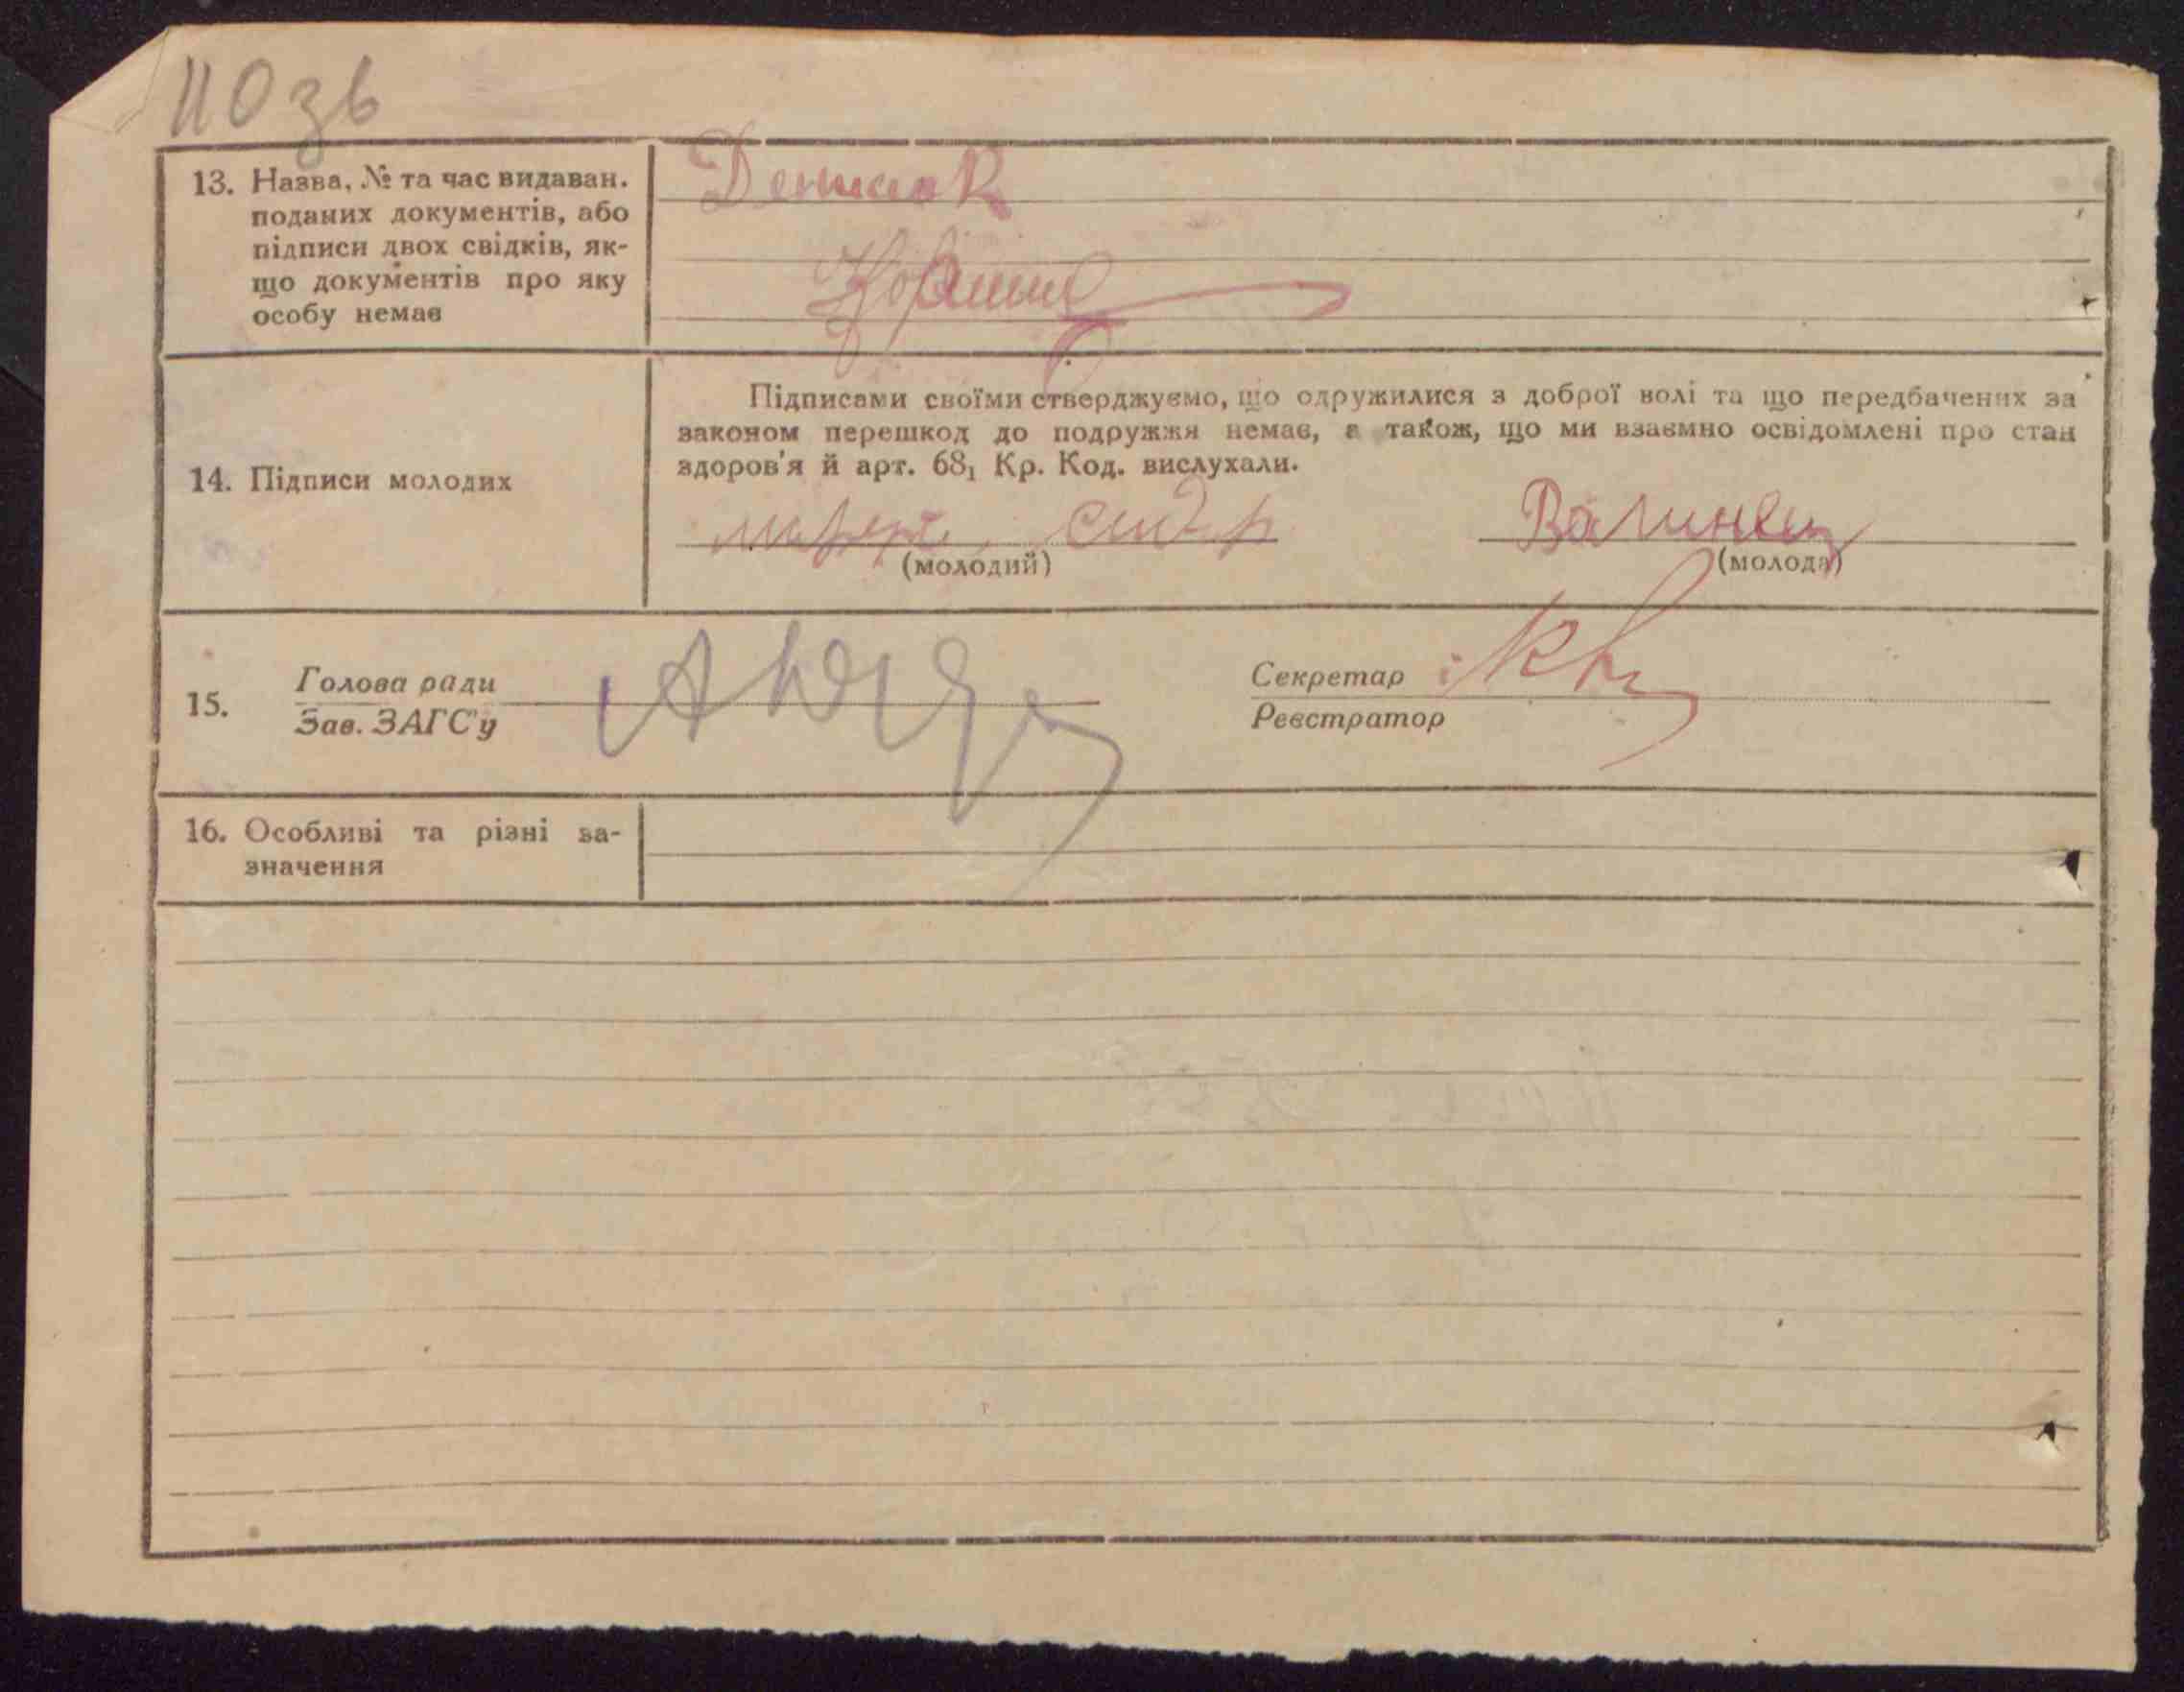 110 зв
13. Назва, № та час видаван.
поданих документів, або
підписи двох свідків, як-
що документів про яку
особу немає
14. Підписи молодих
Підписами своїми стверджуємо, що одружилися з доброї волі та що передбачених за
законом перешкод до подружжя немає, а також, що ми взаємно освідомлені про стан
здоров'я й арт. 68₁ Кр. Код. вислухали.
(молодий)
(молода)
15. Голова ради
Зав. ЗАГС'у
Секретар
Реєстратор
16. Особливі та різні за-
значення